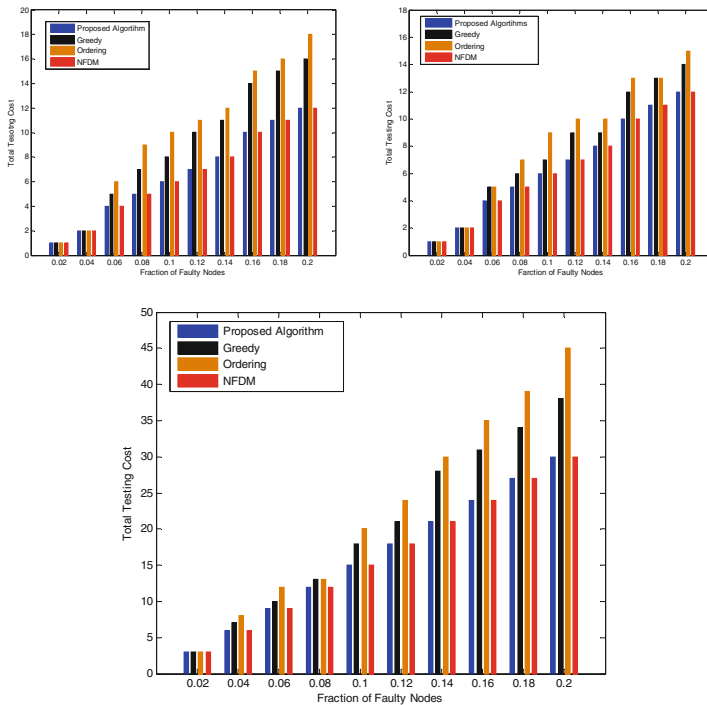 20
18
16
14
12
10
8
6
4
2
0
Total Tesoting Cost
Proposed Algortihm
Greedy
Ordering
NFDM
0.02 0.04 0.06 0.08 0.1 0.12 0.14 0.16 0.18 0.2
Fraction of Faulty Nodes
18
16
14
12
10
8
6
4
2
0
Total Testing Cost
Proposed Algorithms
Greedy
Ordering
NFDM
0.02 0.04 0.06 0.08 0.1 0.12 0.14 0.16 0.18 0.2
Farction of Faulty Nodes
50
45
40
35
30
25
20
15
10
5
0
Total Testing Cost
Proposed Algorithm
Greedy
Ordering
NFDM
0.02 0.04 0.06 0.08 0.1 0.12 0.14 0.16 0.18 0.2
Fraction of Faulty Nodes